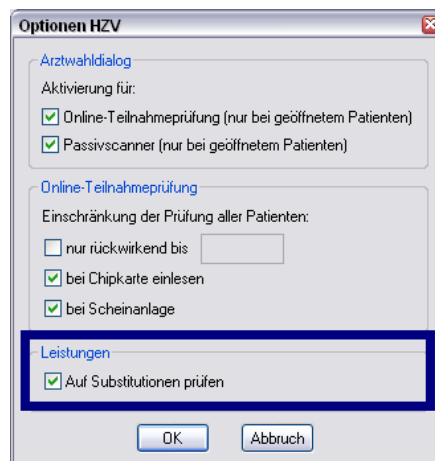 Optionen HZV
Arztwahldialog
Aktivierung für:
Online-Teilnahmeprüfung (nur bei geöffnetem Patienten)
Passivscanner (nur bei geöffnetem Patienten)
Online-Teilnahmeprüfung
Einschränkung der Prüfung aller Patienten:
nur rückwirkend bis
bei Chipkarte einlesen
bei Scheinanlage
Leistungen
Auf Substitutionen prüfen
OK Abbruch